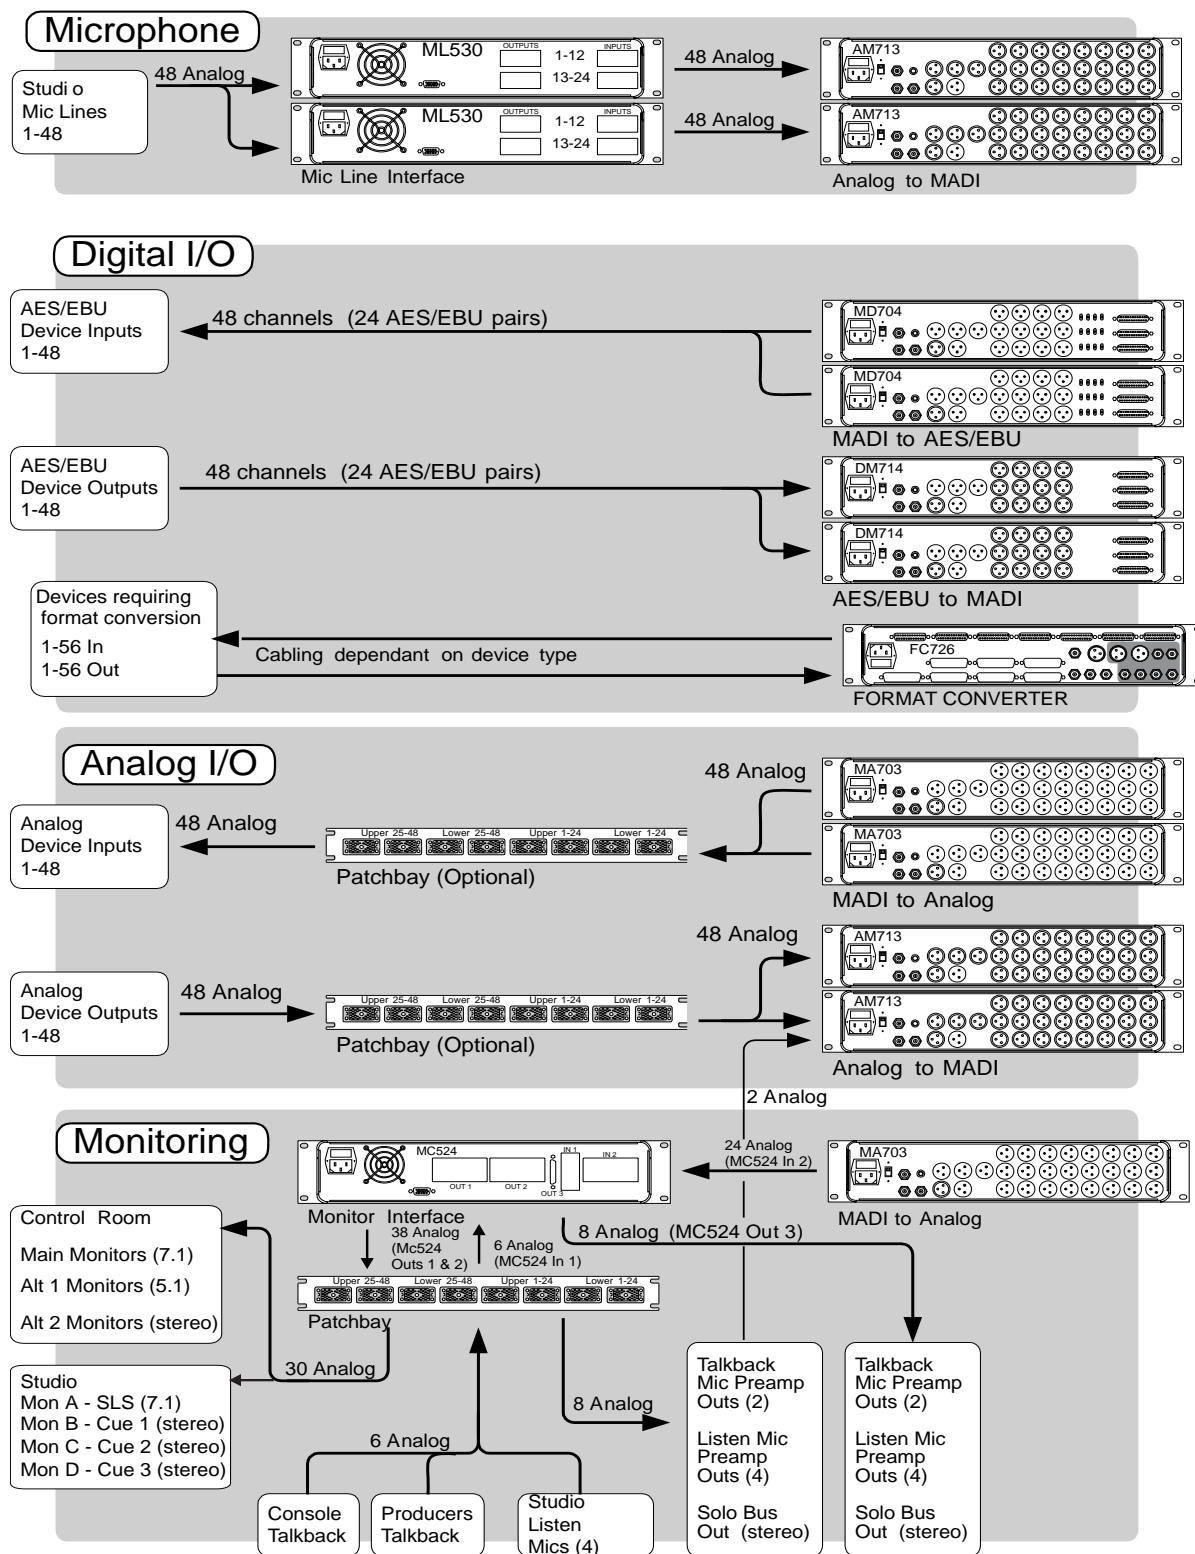 Microphone
Studi o
Mic Lines
1-48
48 Analog
ML530
OUTPUTS
INPUTS
1-12
13-24
ML530
OUTPUTS
INPUTS
1-12
13-24
Mic Line Interface
48 Analog
48 Analog
AM713
AM713
Analog to MADI
Digital I/O
AES/EBU
Device Inputs
1-48
48 channels (24 AES/EBU pairs)
MD704
MD704
MADI to AES/EBU
AES/EBU
Device Outputs
1-48
48 channels (24 AES/EBU pairs)
DM714
DM714
AES/EBU to MADI
Devices requiring
format conversion
1-56 In
1-56 Out
Cabling dependant on device type
FC726
FORMAT CONVERTER
Analog I/O
Analog
Device Inputs
1-48
48 Analog
Upper 25-48 Lower 25-48 Upper 1-24 Lower 1-24
Patchbay (Optional)
48 Analog
MA703
MA703
MADI to Analog
Analog
Device Outputs
1-48
48 Analog
Upper 25-48 Lower 25-48 Upper 1-24 Lower 1-24
Patchbay (Optional)
48 Analog
AM713
AM713
Analog to MADI
2 Analog
Monitoring
MC524
OUT 1
OUT 2
OUT 3
IN 1
IN 2
Monitor Interface
24 Analog
(MC524 In 2)
MA703
MADI to Analog
38 Analog
(Mc524
Outs 1 & 2)
6 Analog
(MC524 In 1)
8 Analog (MC524 Out 3)
Upper 25-48 Lower 25-48 Upper 1-24 Lower 1-24
Patchbay
Control Room
Main Monitors (7.1)
Alt 1 Monitors (5.1)
Alt 2 Monitors (stereo)
30 Analog
Studio
Mon A - SLS (7.1)
Mon B - Cue 1 (stereo)
Mon C - Cue 2 (stereo)
Mon D - Cue 3 (stereo)
6 Analog
8 Analog
Console
Talkback
Producers
Talkback
Studio
Listen
Mics (4)
Talkback
Mic Preamp
Outs (2)
Listen Mic
Preamp
Outs (4)
Solo Bus
Out (stereo)
Talkback
Mic Preamp
Outs (2)
Listen Mic
Preamp
Outs (4)
Solo Bus
Out (stereo)